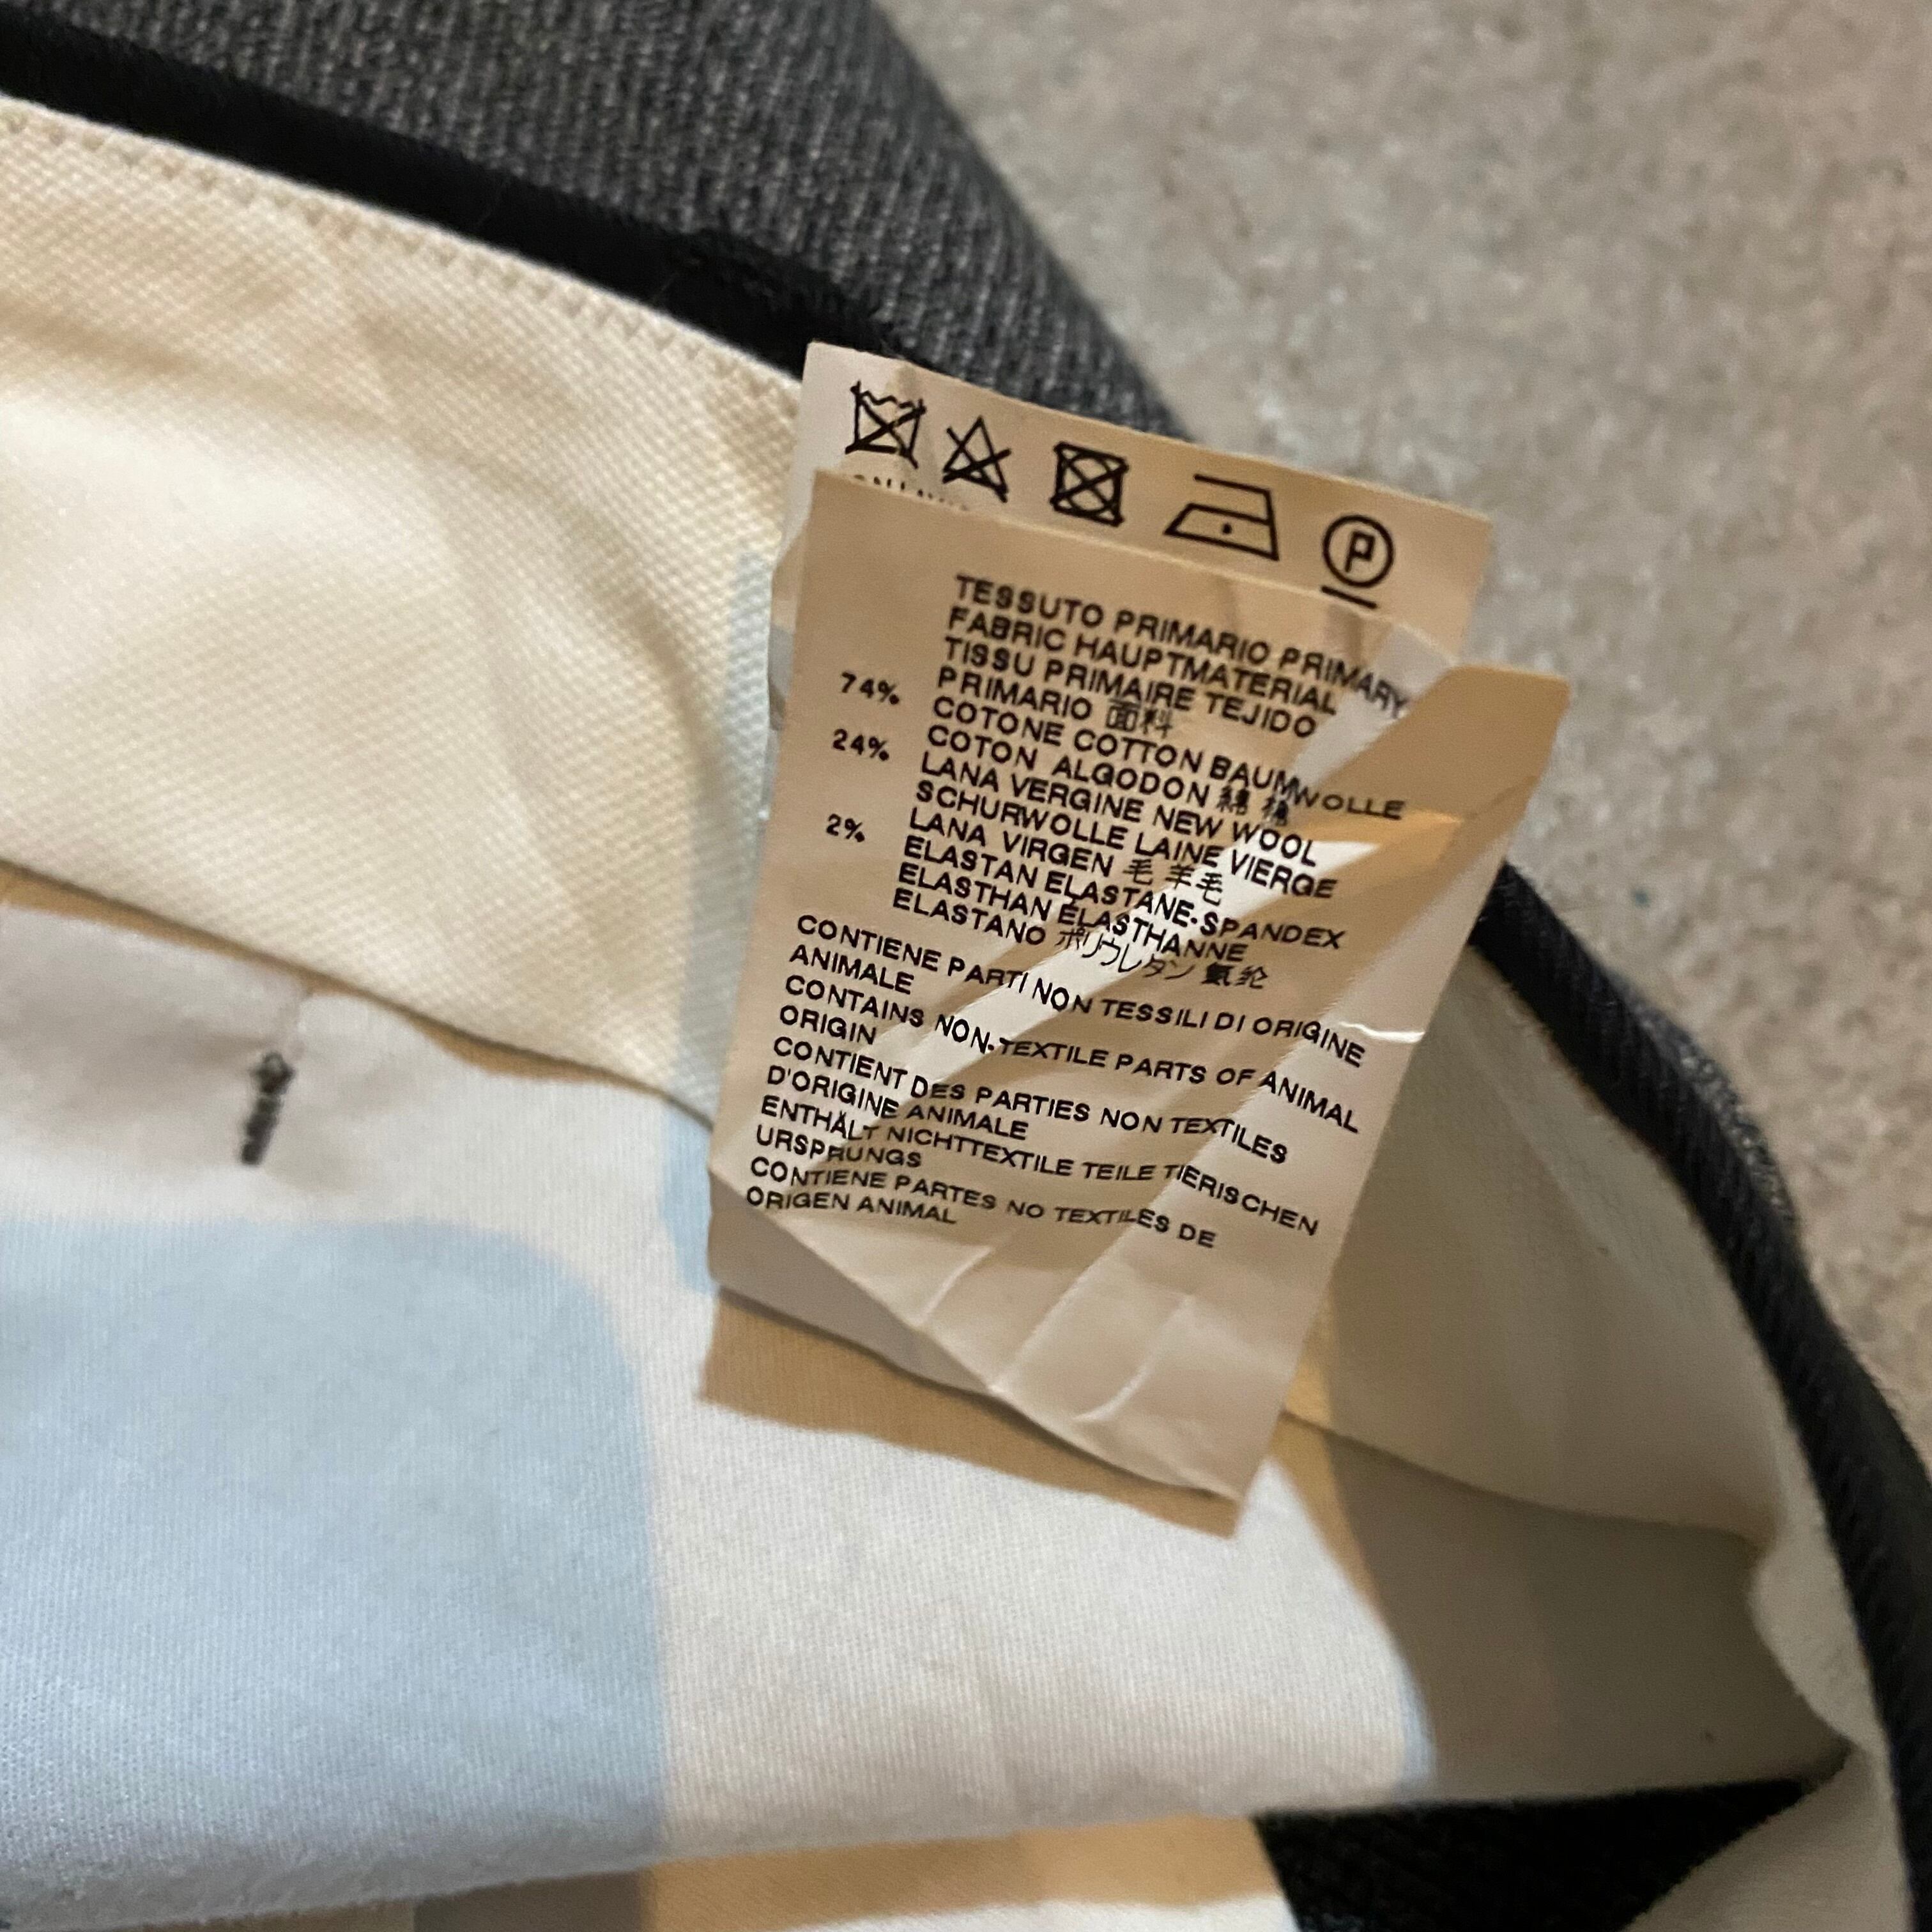 P
TESSUTO PRIMARIO PRIMARY
FABRIC HAUPTMATERIAL
TISSU PRIMAIRE TEJIDO
PRIMARIO 面料
74% COTONE COTTON BAUMWOLLE
COTON ALGODON 綿 棉
24% LANA VERGINE NEW WOOL
SCHURWOLLE LAINE VIERGE
LANA VIRGEN 毛 羊毛
2% ELASTAN ELASTANE-SPANDEX
ELASTHAN ÉLASTHANNE
ELASTANO ポリウレタン 氨纶
CONTIENE PARTI NON TESSILI DI ORIGINE
ANIMALE
CONTAINS NON-TEXTILE PARTS OF ANIMAL
ORIGIN
CONTIENT DES PARTIES NON TEXTILES
D'ORIGINE ANIMALE
ENTHÄLT NICHTTEXTILE TEILE TIERISCHEN
URSPRUNGS
CONTIENE PARTES NO TEXTILES DE
ORIGEN ANIMAL